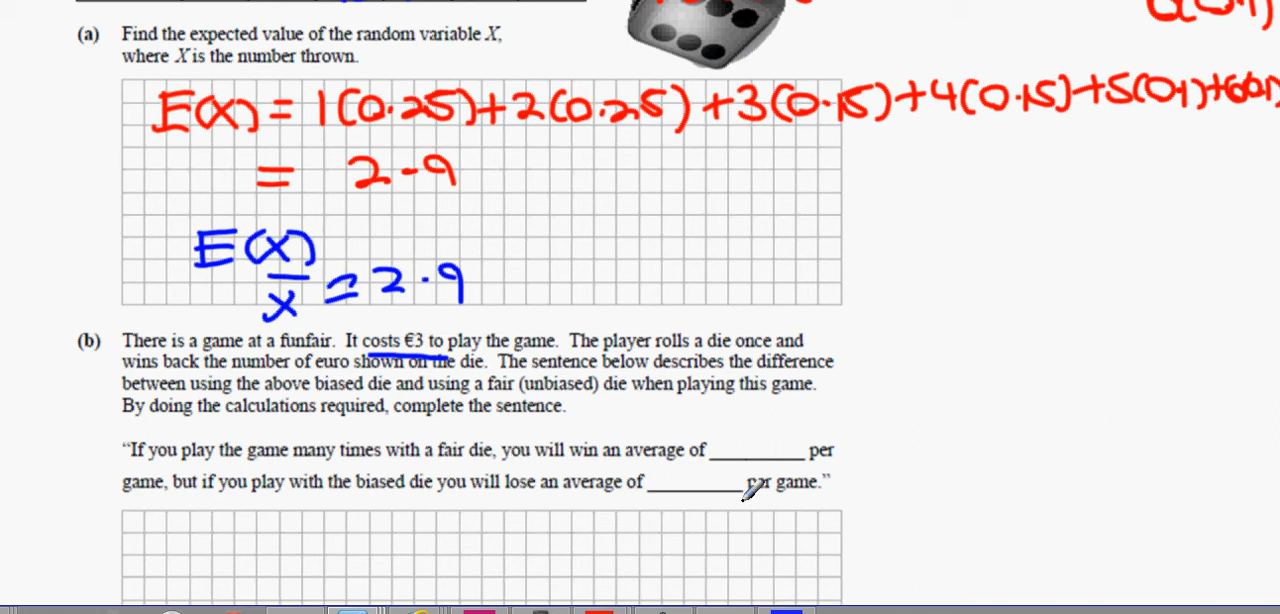 (a) Find the expected value of the random variable X,
where X is the number thrown.
E(X) = 1(0.25)+2(0.25)+3(0.15)+4(0.15)+5(0.1)+6(0.1)
= 2.9
E(X)
x = 2.9
(b) There is a game at a funfair. It costs €3 to play the game. The player rolls a die once and
wins back the number of euro shown on the die. The sentence below describes the difference
between using the above biased die and using a fair (unbiased) die when playing this game.
By doing the calculations required, complete the sentence.
“If you play the game many times with a fair die, you will win an average of __________ per
game, but if you play with the biased die you will lose an average of __________ per game.”